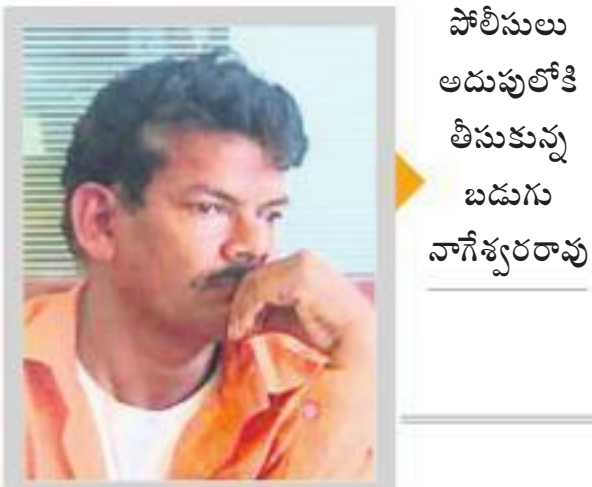 పోలీసులు
అదుపులోకి
తీసుకున్న
బడుగు
నాగేశ్వరరావు